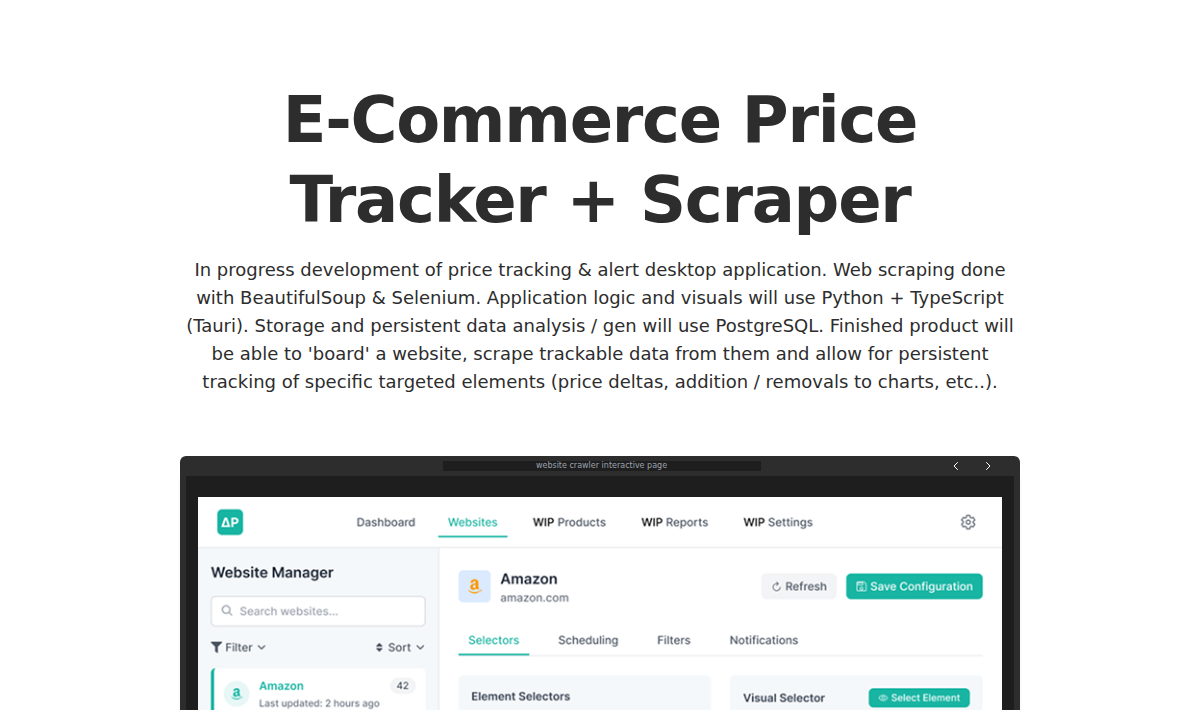 E-Commerce Price
Tracker + Scraper
In progress development of price tracking & alert desktop application. Web scraping done
with BeautifulSoup & Selenium. Application logic and visuals will use Python + TypeScript
(Tauri). Storage and persistent data analysis / gen will use PostgreSQL. Finished product will
be able to 'board' a website, scrape trackable data from them and allow for persistent
tracking of specific targeted elements (price deltas, addition / removals to charts, etc..).
website crawler interactive page
ΔP Dashboard Websites WIP Products WIP Reports WIP Settings
Website Manager
Search websites...
Filter Sort
Amazon 42
Last updated: 2 hours ago
Amazon
amazon.com
Refresh Save Configuration
Selectors Scheduling Filters Notifications
Element Selectors
Visual Selector Select Element